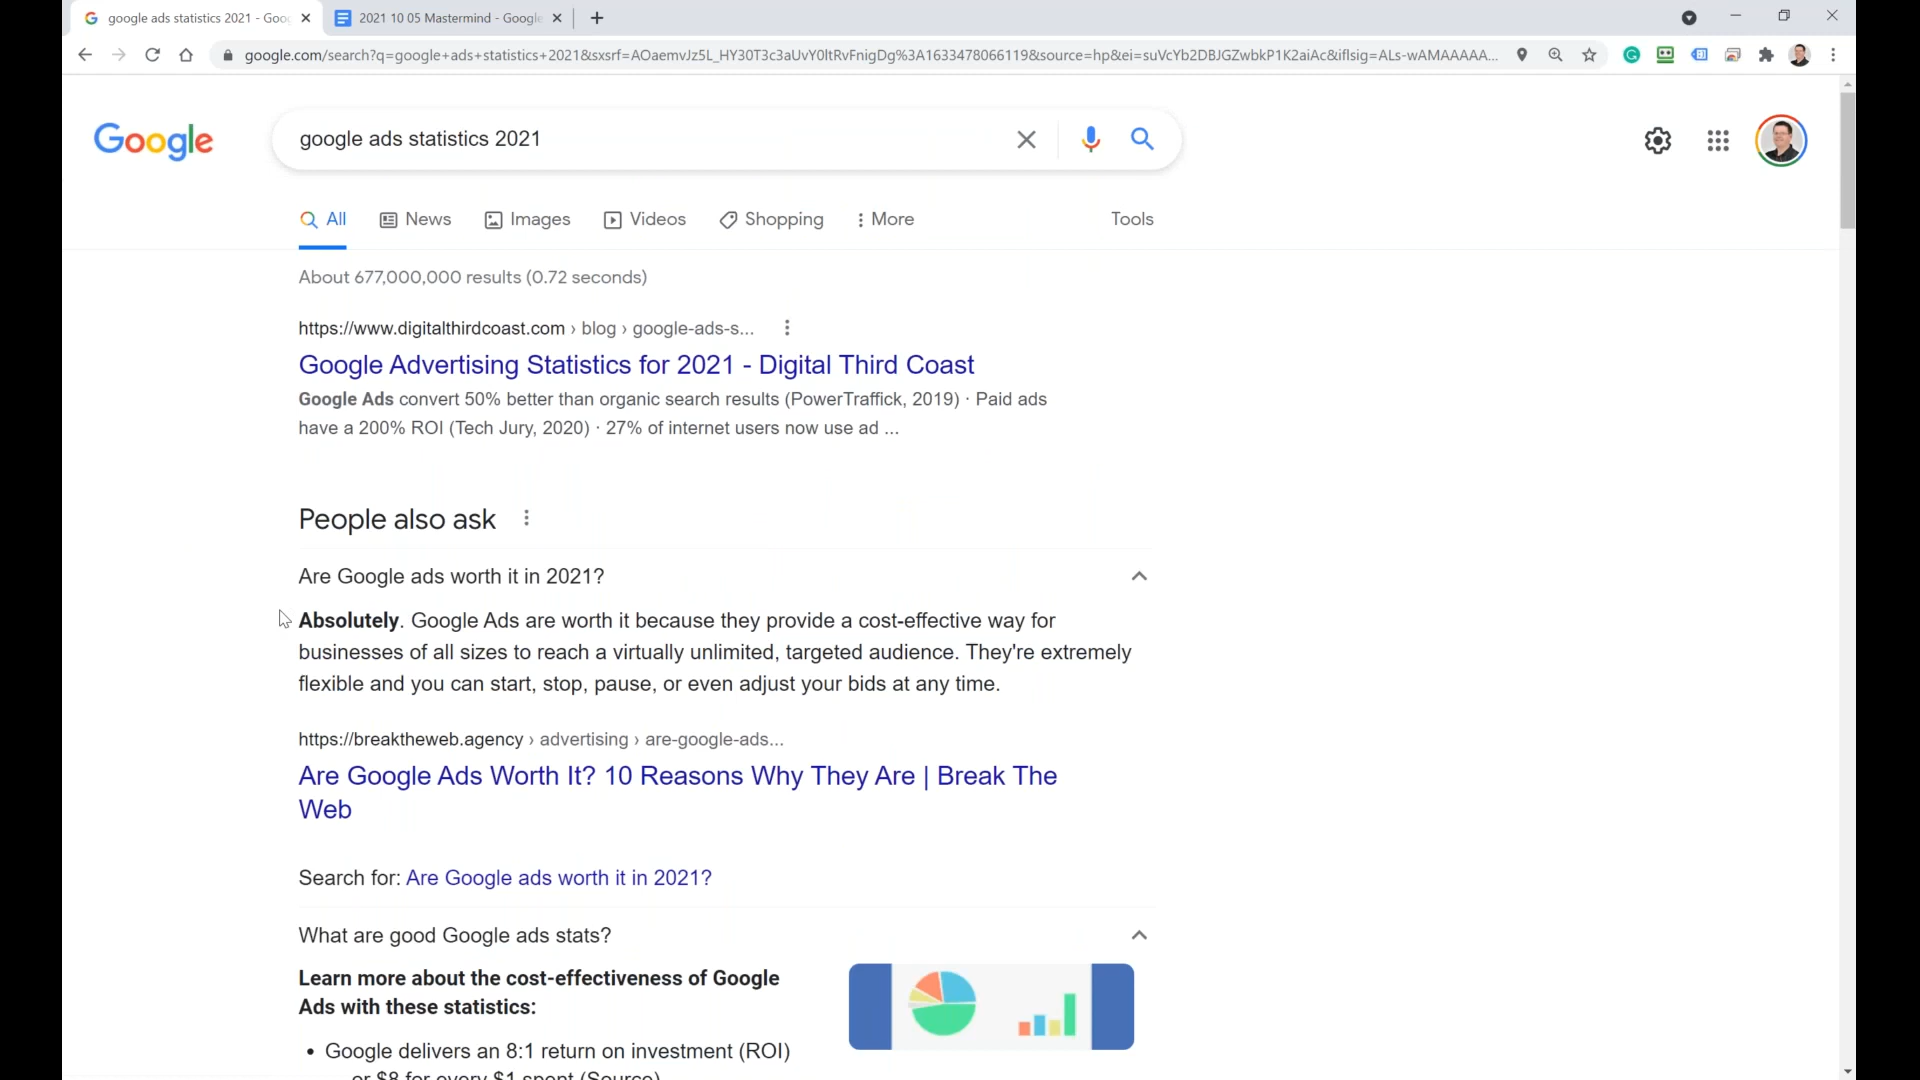 google ads statistics 2021 - Goog
2021 10 05 Mastermind - Google
google.com/search?q=google+ads+statistics+2021&sxsrf=AOaemvJz5L_HY30T3c3aUvY0ltRvFnigDg%3A1633478066119&source=hp&ei=suVcYb2DBJGZwbkP1K2aiAc&iflsig=ALs-wAMAAAAA...
Google
google ads statistics 2021
All News Images Videos Shopping More Tools
About 677,000,000 results (0.72 seconds)
https://www.digitalthirdcoast.com › blog › google-ads-s...
Google Advertising Statistics for 2021 - Digital Third Coast
Google Ads convert 50% better than organic search results (PowerTraffick, 2019) · Paid ads
have a 200% ROI (Tech Jury, 2020) · 27% of internet users now use ad ...
People also ask
Are Google ads worth it in 2021?
Absolutely. Google Ads are worth it because they provide a cost-effective way for
businesses of all sizes to reach a virtually unlimited, targeted audience. They're extremely
flexible and you can start, stop, pause, or even adjust your bids at any time.
https://breaktheweb.agency › advertising › are-google-ads...
Are Google Ads Worth It? 10 Reasons Why They Are | Break The
Web
Search for: Are Google ads worth it in 2021?
What are good Google ads stats?
Learn more about the cost-effectiveness of Google
Ads with these statistics:
• Google delivers an 8:1 return on investment (ROI)
or $8 for every $1 spent (Source)